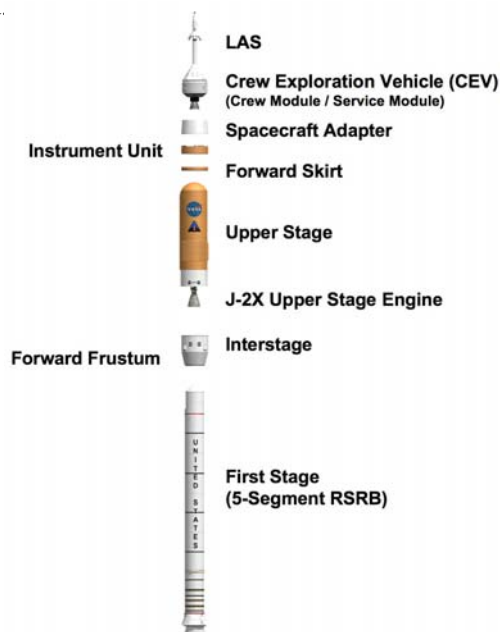 LAS
Crew Exploration Vehicle (CEV)
(Crew Module / Service Module)
Spacecraft Adapter
Instrument Unit
Forward Skirt
NASA
Upper Stage
J-2X Upper Stage Engine
Interstage
Forward Frustum
UNITED STATES
First Stage
(5-Segment RSRB)